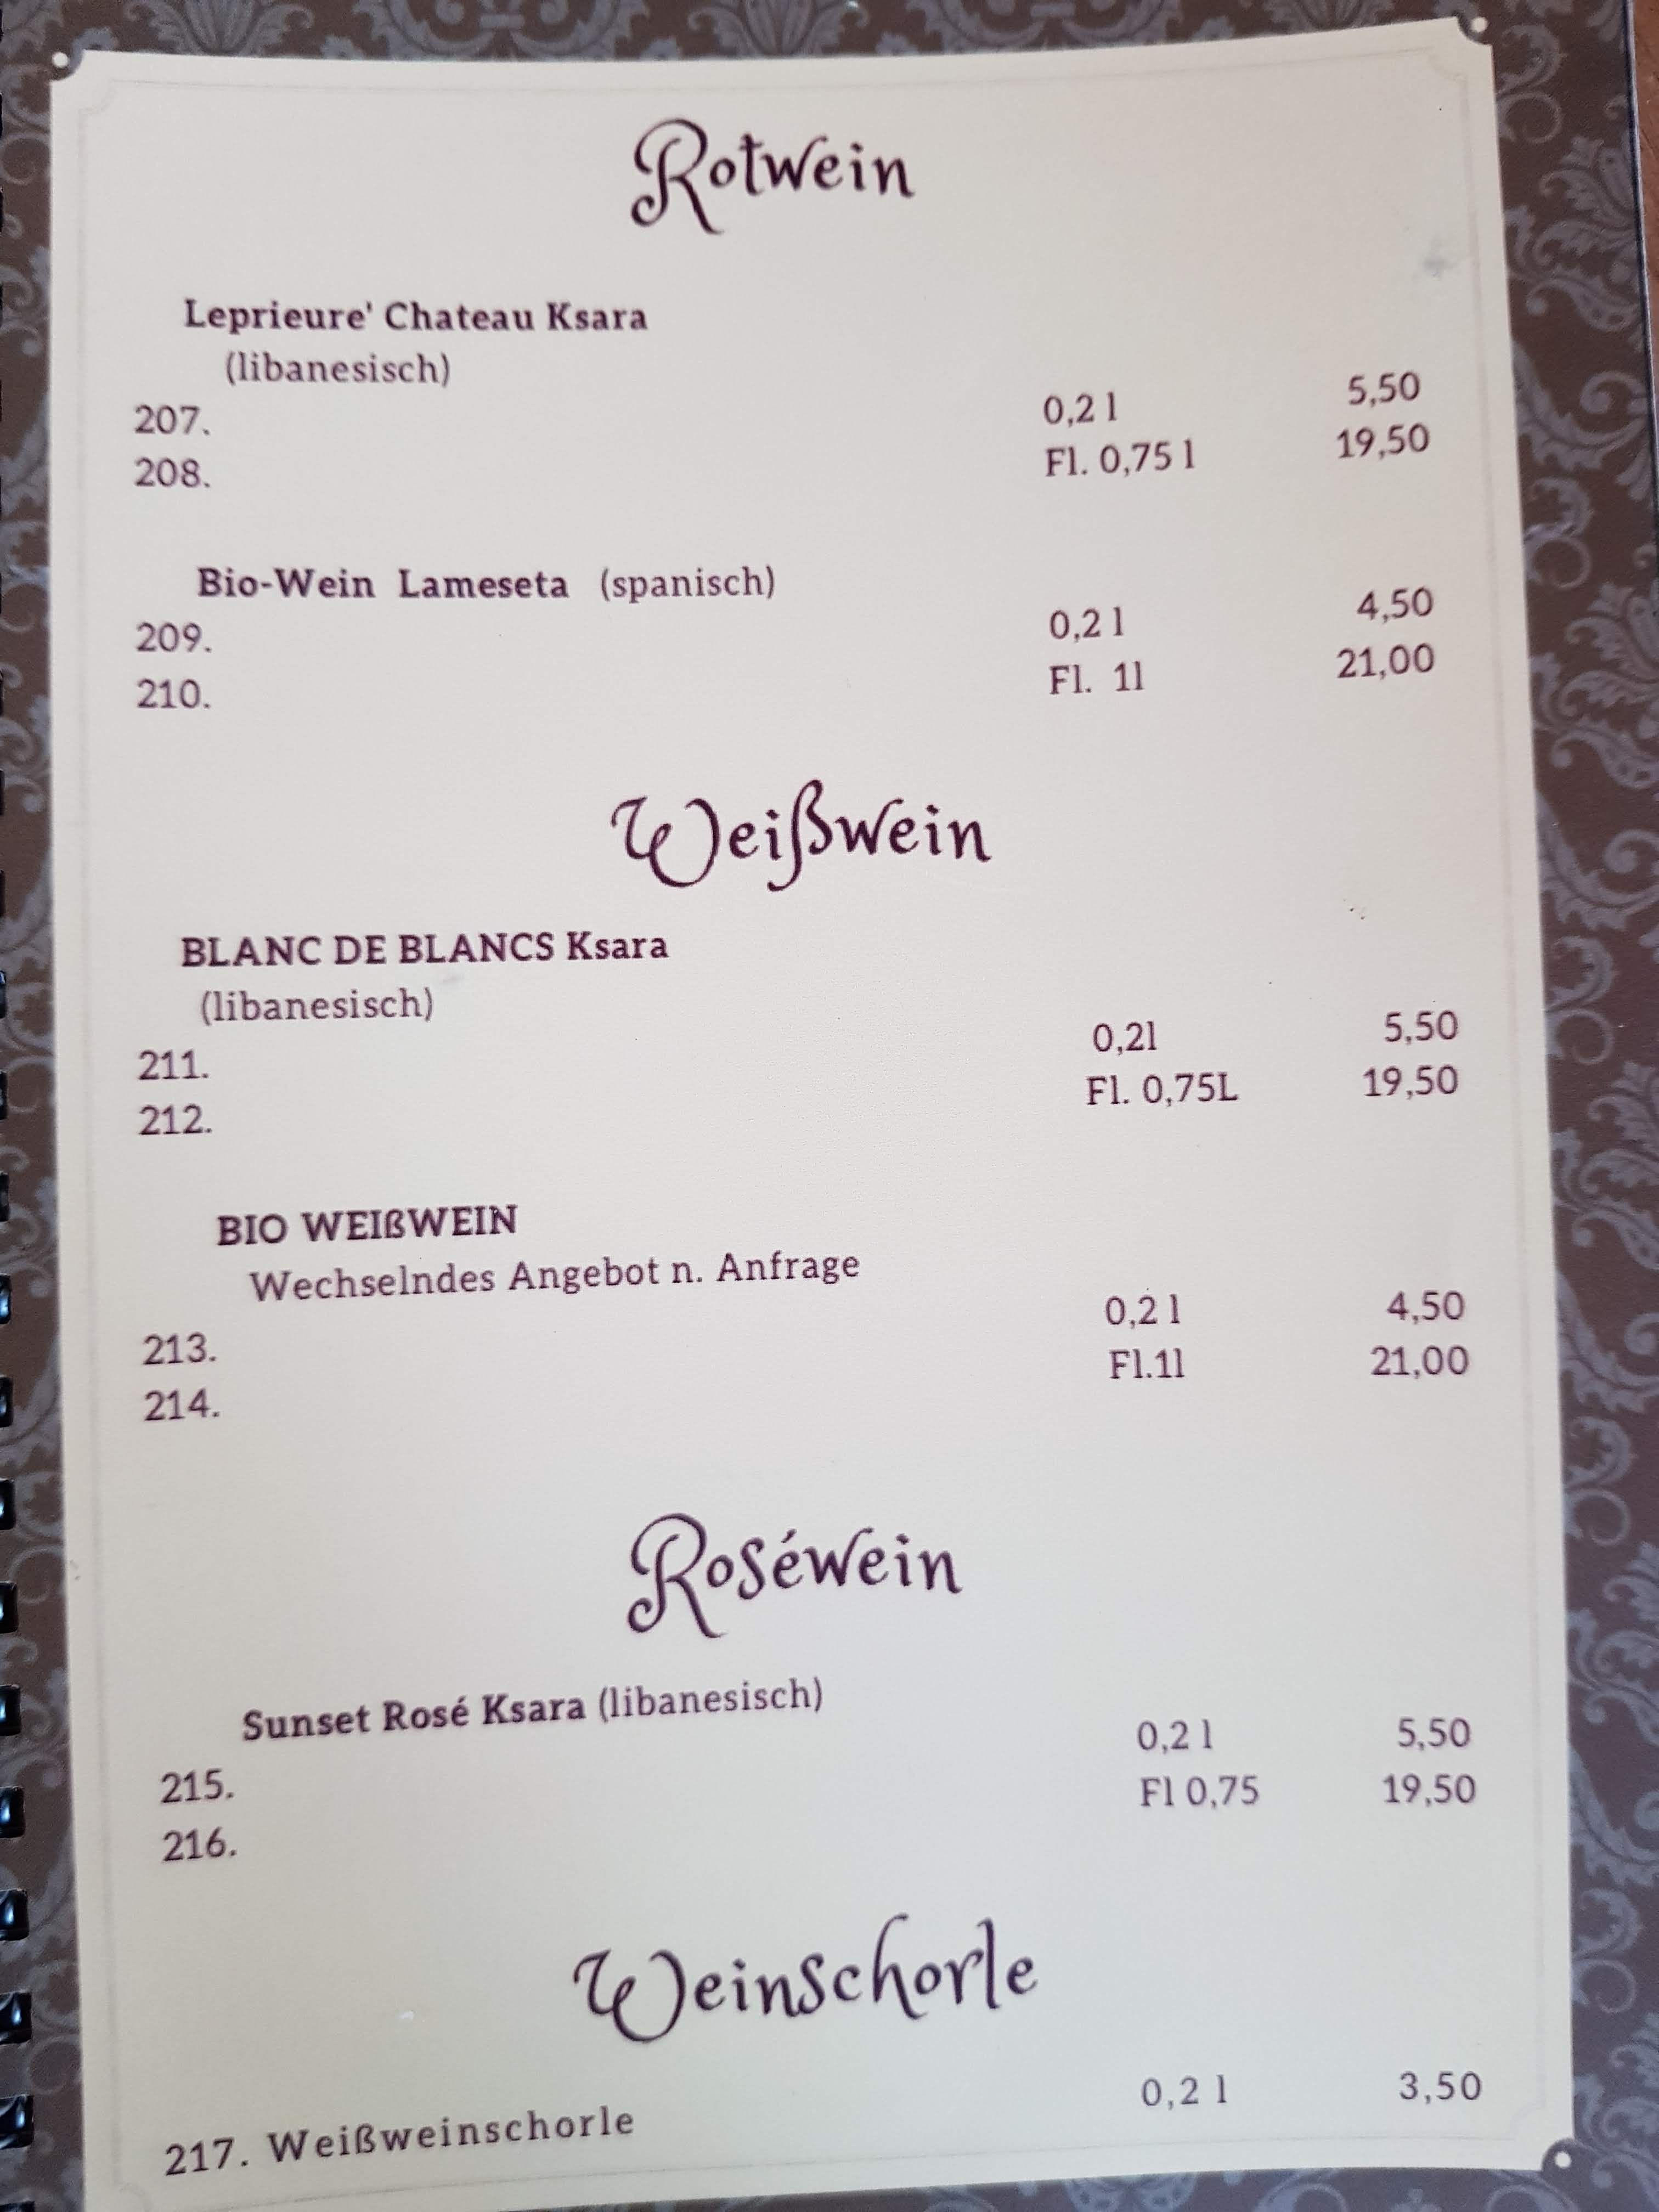 Rotwein
Leprieure' Chateau Ksara
(libanesisch)
207. 0,2 l 5,50
208. Fl. 0,75 l 19,50
Bio-Wein Lameseta (spanisch)
209. 0,2 l 4,50
210. Fl. 1l 21,00
Weißwein
BLANC DE BLANCS Ksara
(libanesisch)
211. 0,2l 5,50
212. Fl. 0,75L 19,50
BIO WEIßWEIN
Wechselndes Angebot n. Anfrage
213. 0,2 l 4,50
214. Fl.1l 21,00
Roséwein
Sunset Rosé Ksara (libanesisch)
215. 0,2 l 5,50
216. Fl 0,75 19,50
Weinschorle
217. Weißweinschorle 0,2 l 3,50